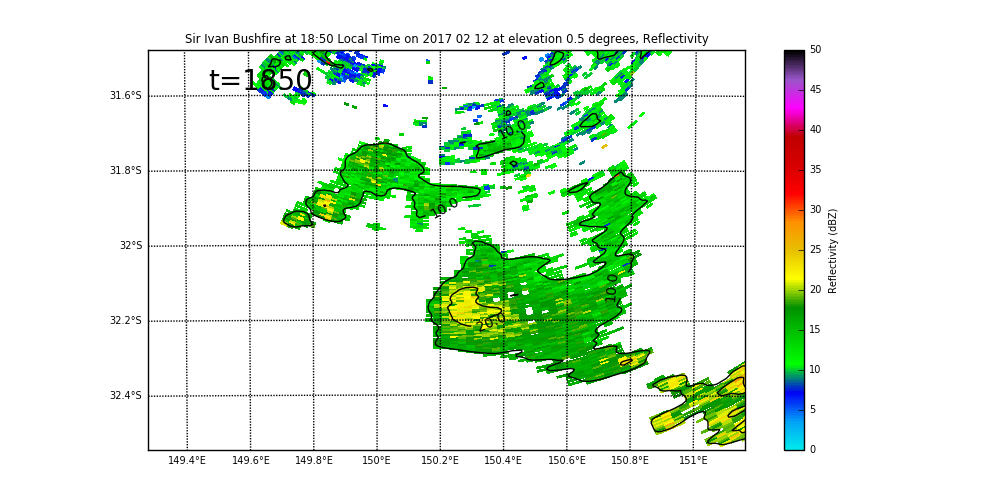 Sir Ivan Bushfire at 18:50 Local Time on 2017 02 12 at elevation 0.5 degrees, Reflectivity
t=1850
31.6°S
31.8°S
32°S
32.2°S
32.4°S
149.4°E 149.6°E 149.8°E 150°E 150.2°E 150.4°E 150.6°E 150.8°E 151°E
10.0
10.0
10.0
20.0
50
45
40
35
30
25
20
15
10
5
0
Reflectivity (dBZ)